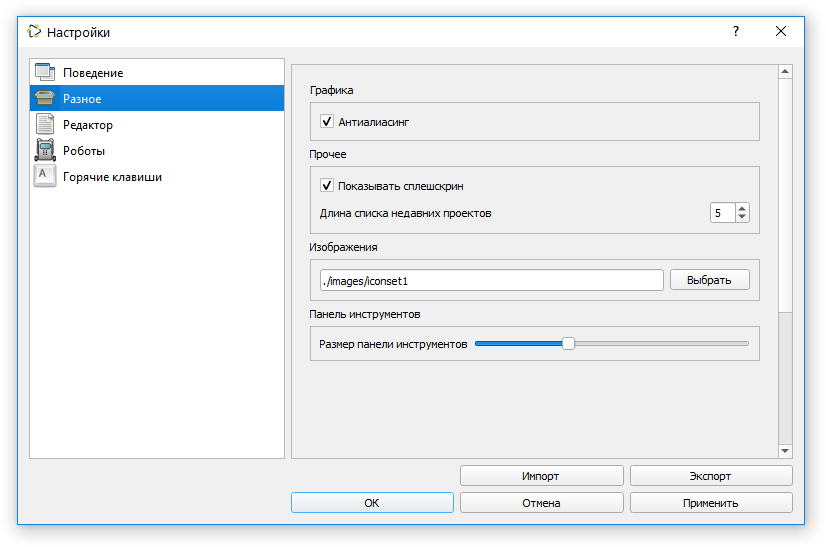 Настройки
?
Поведение
Разное
Редактор
Роботы
Горячие клавиши
Графика
Антиалиасинг
Прочее
Показывать сплешскрин
Длина списка недавних проектов 5
Изображения
./images/iconset1 Выбрать
Панель инструментов
Размер панели инструментов
Импорт Экспорт
ОК Отмена Применить